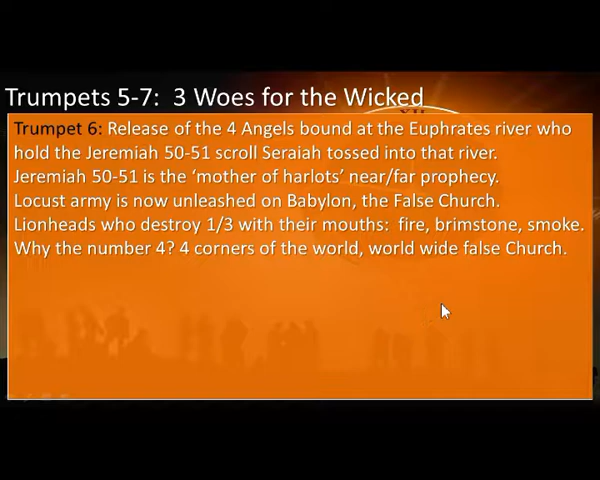 Trumpets 5-7:  3 Woes for the Wicked
XII
Trumpet 6: Release of the 4 Angels bound at the Euphrates river who
hold the Jeremiah 50-51 scroll Seraiah tossed into that river.
Jeremiah 50-51 is the ‘mother of harlots’ near/far prophecy.
Locust army is now unleashed on Babylon, the False Church.
Lionheads who destroy 1/3 with their mouths:  fire, brimstone, smoke.
Why the number 4? 4 corners of the world, world wide false Church.